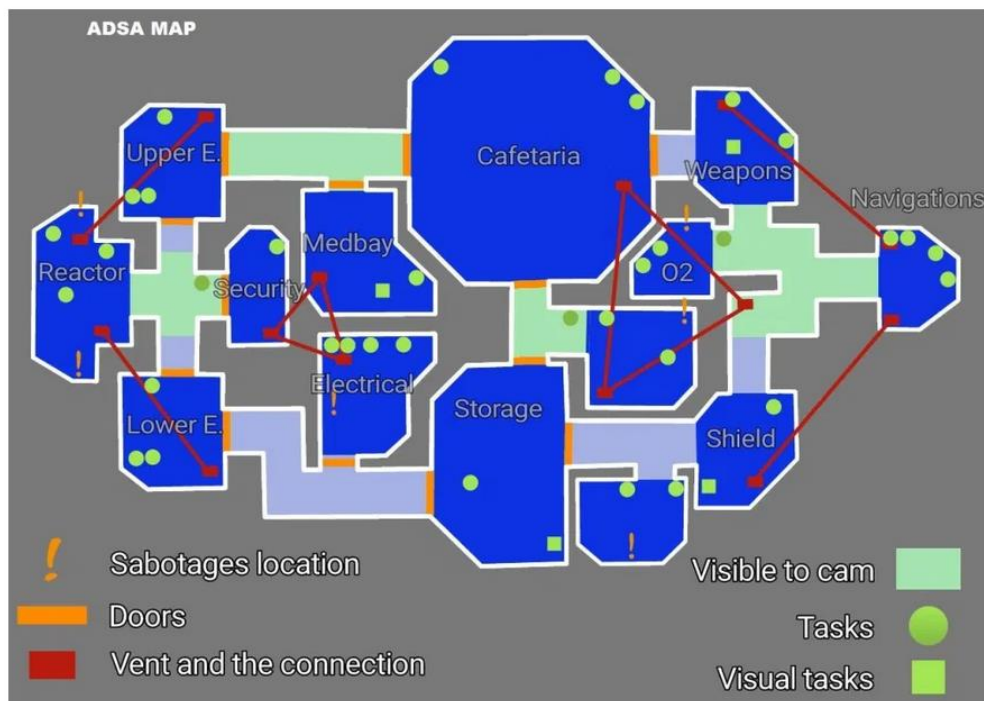 ADSA MAP
Upper E.
Cafetaria
Weapons
Navigations
Medbay
Reactor
Security
O2
Electrical
Storage
Lower E.
Shield
!
!
!
!
!
!
! Sabotages location
Doors
Vent and the connection
Visible to cam
Tasks
Visual tasks